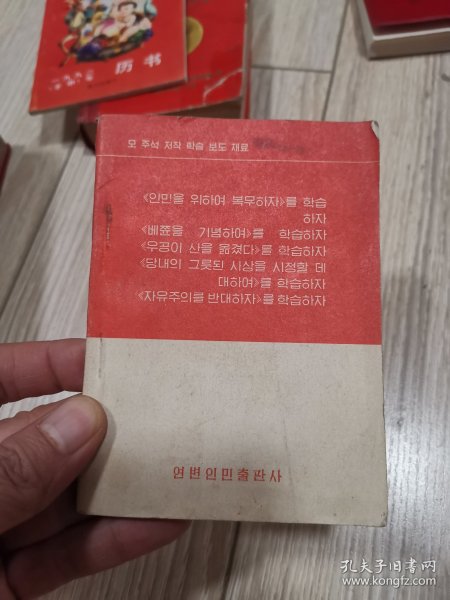 历书
모 주석 저작 학습 보도 재료
《인민을 위하여 복무하자》를 학습
하자
《베쮼을 기념하여》를 학습하자
《우공이 산을 옮겼다》를 학습하자
《당내의 그릇된 사상을 시정할 데
대하여》를 학습하자
《자유주의를 반대하자》를 학습하자
연변인민출판사
孔夫子旧书网
www.kongfz.com